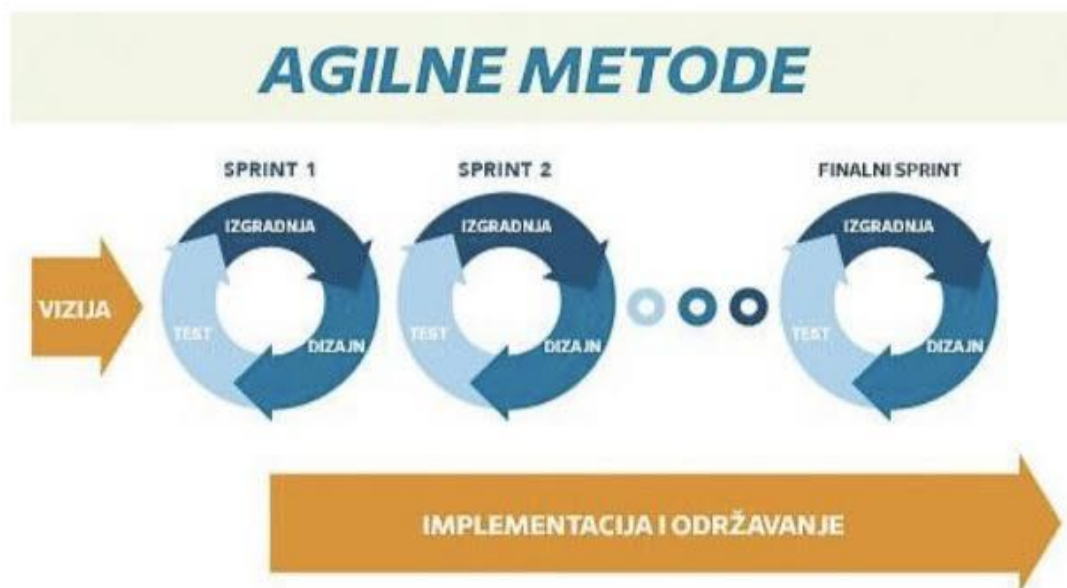 AGILNE METODE
SPRINT 1
SPRINT 2
FINALNI SPRINT
VIZIJA
IZGRADNJA
TEST
DIZAJN
IZGRADNJA
TEST
DIZAJN
IZGRADNJA
TEST
DIZAJN
IMPLEMENTACIJA I ODRŽAVANJE